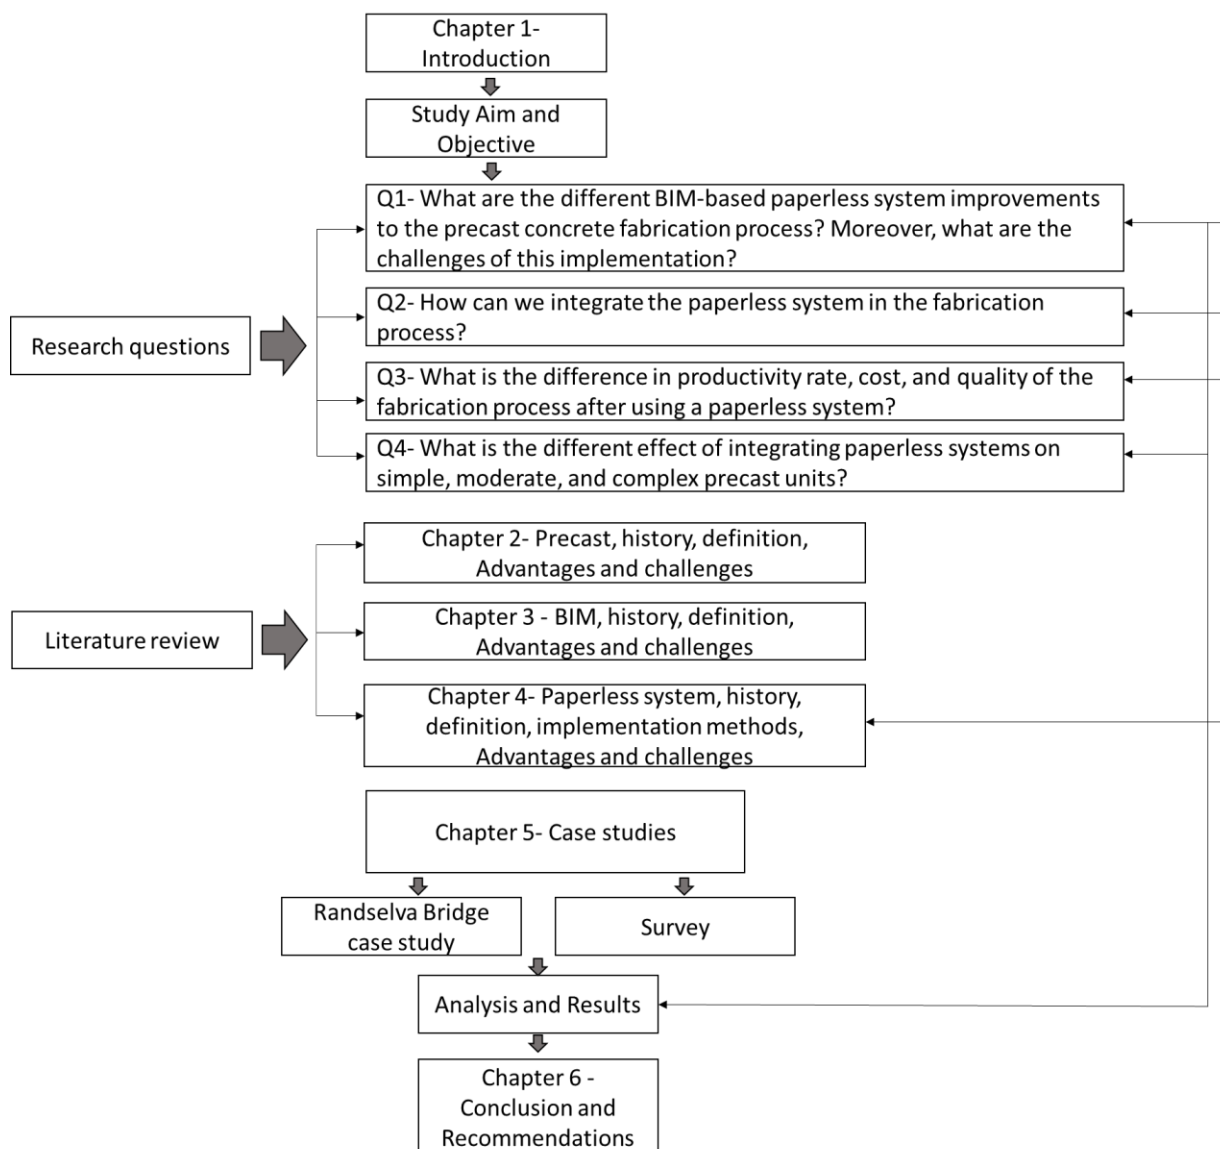 Chapter 1-
Introduction
Study Aim and
Objective
Q1- What are the different BIM-based paperless system improvements
to the precast concrete fabrication process? Moreover, what are the
challenges of this implementation?
Q2- How can we integrate the paperless system in the fabrication
process?
Research questions
Q3- What is the difference in productivity rate, cost, and quality of the
fabrication process after using a paperless system?
Q4- What is the different effect of integrating paperless systems on
simple, moderate, and complex precast units?
Chapter 2- Precast, history, definition,
Advantages and challenges
Literature review
Chapter 3 - BIM, history, definition,
Advantages and challenges
Chapter 4- Paperless system, history,
definition, implementation methods,
Advantages and challenges
Chapter 5- Case studies
Randselva Bridge
case study
Survey
Analysis and Results
Chapter 6 -
Conclusion and
Recommendations